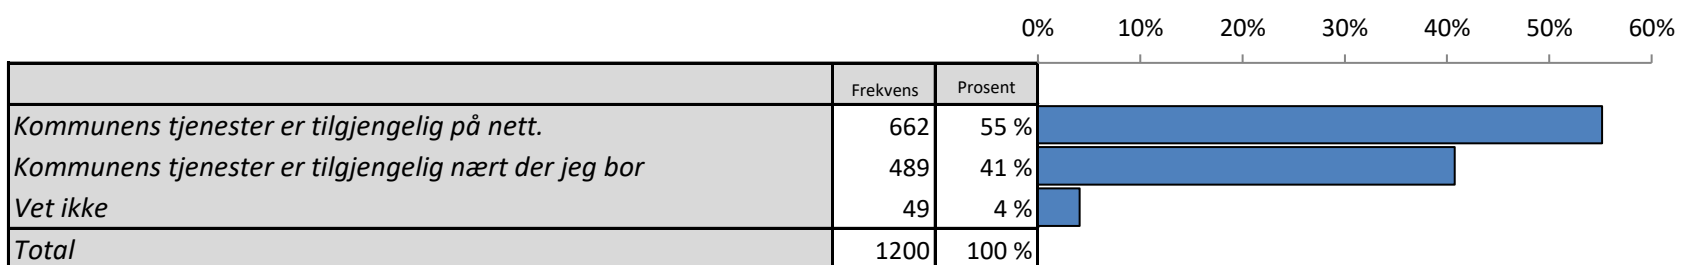 0% 10% 20% 30% 40% 50% 60%
Frekvens Prosent
Kommunens tjenester er tilgjengelig på nett. 662 55 %
Kommunens tjenester er tilgjengelig nært der jeg bor 489 41 %
Vet ikke 49 4 %
Total 1200 100 %